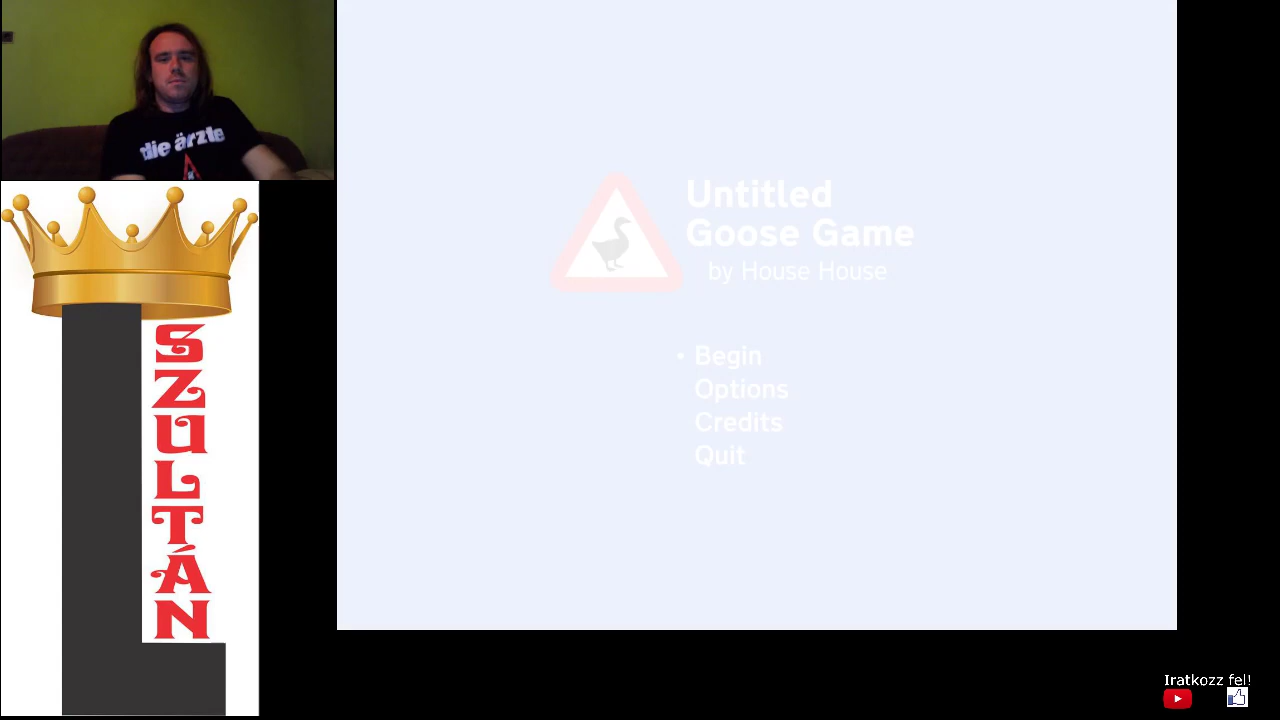 die ärzte
L
SZULTÁN
Untitled
Goose Game
by House House
• Begin
Options
Credits
Quit
Iratkozz fel!